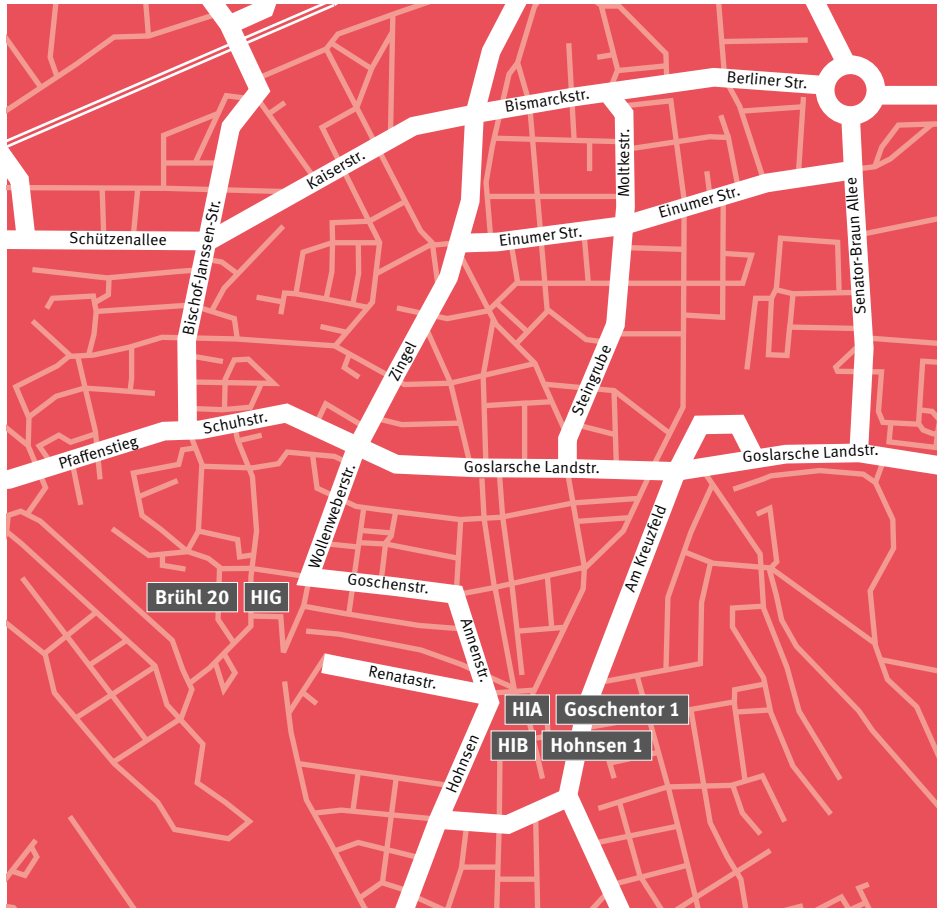 Berliner Str.
Bismarckstr.
Kaiserstr.
Moltkestr.
Einumer Str.
Einumer Str.
Schützenallee
Bischof-Janssen-Str.
Senator-Braun Allee
Zingel
Steingrube
Schuhstr.
Pfaffenstieg
Goslarsche Landstr.
Goslarsche Landstr.
Wollenweberstr.
Am Kreuzfeld
Goschenstr.
Brühl 20 HIG
Annenstr.
Renatastr.
HIA Goschentor 1
HIB Hohnsen 1
Hohnsen